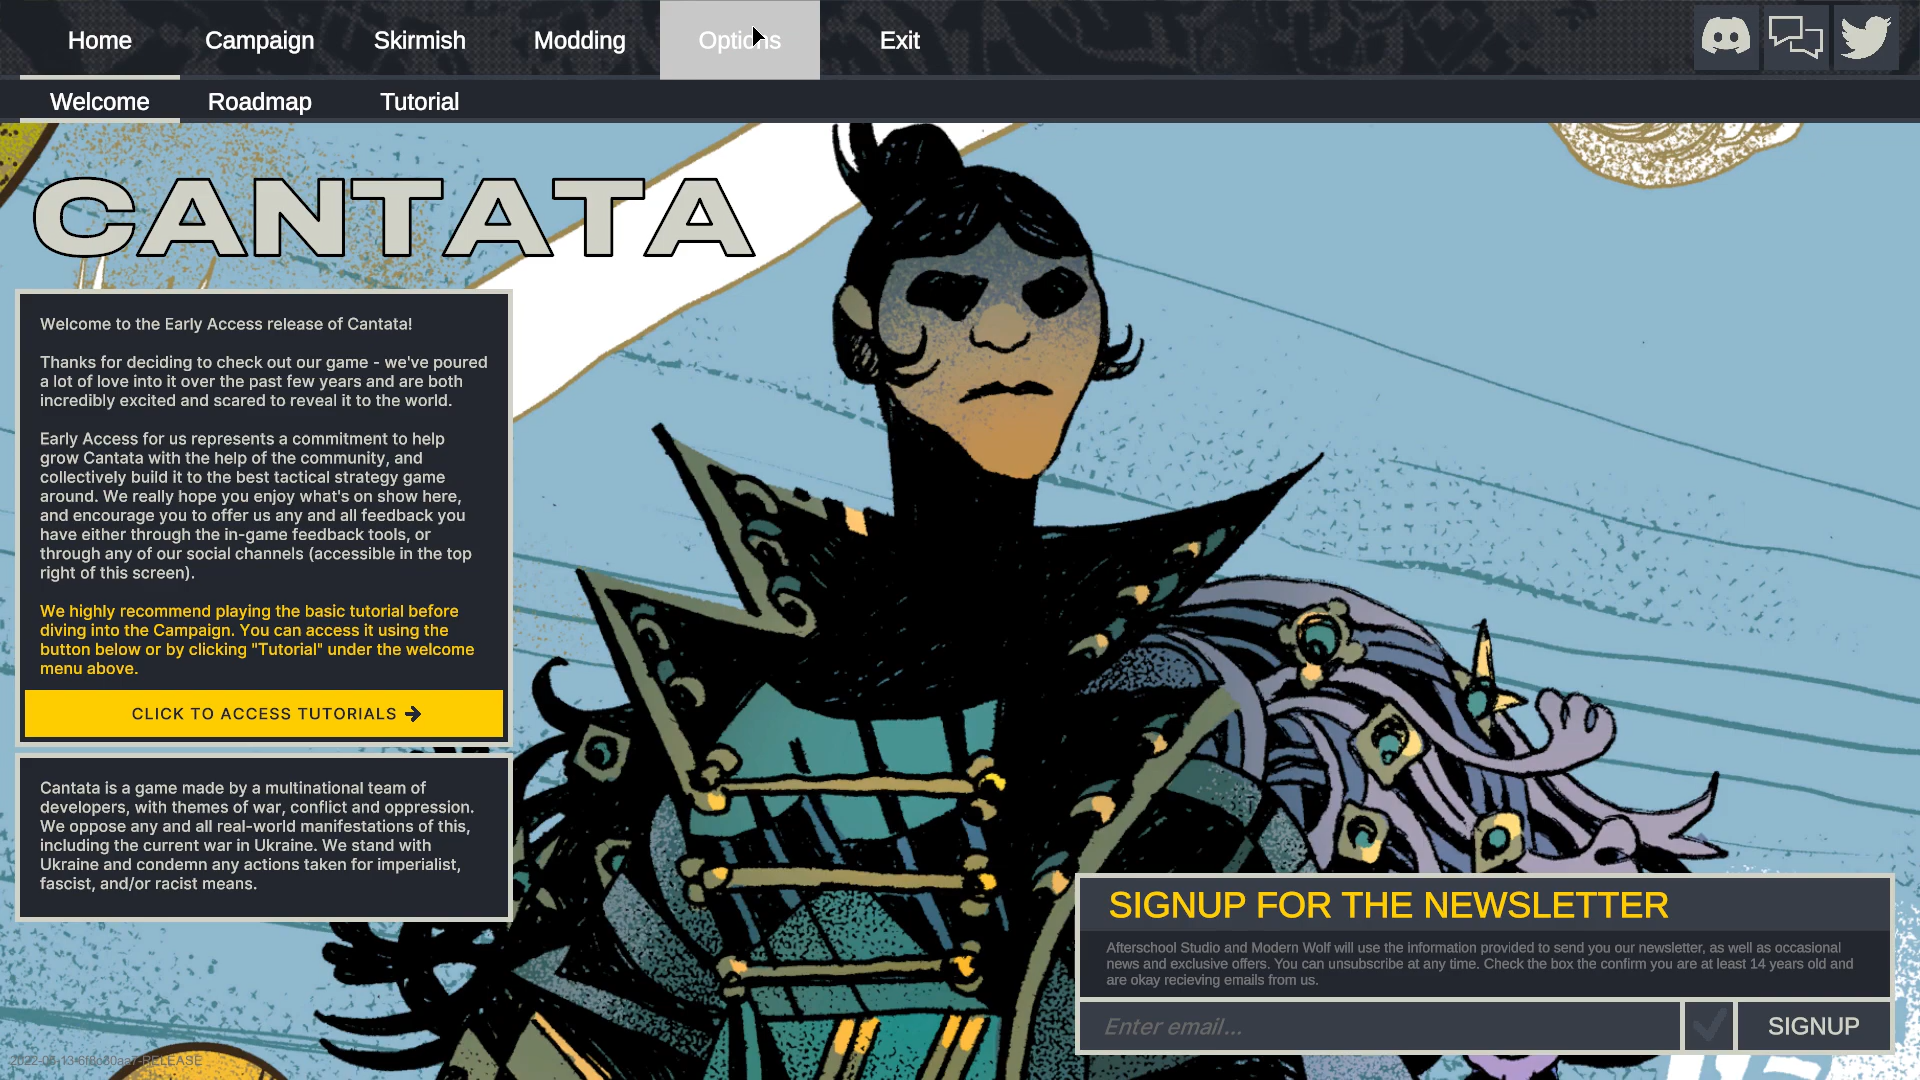 Home Campaign Skirmish Modding Options Exit
Welcome Roadmap Tutorial
CANTATA
Welcome to the Early Access release of Cantata!
Thanks for deciding to check out our game - we've poured
a lot of love into it over the past few years and are both
incredibly excited and scared to reveal it to the world.
Early Access for us represents a commitment to help
grow Cantata with the help of the community, and
collectively build it to the best tactical strategy game
around. We really hope you enjoy what's on show here,
and encourage you to offer us any and all feedback you
have either through the in-game feedback tools, or
through any of our social channels (accessible in the top
right of this screen).
We highly recommend playing the basic tutorial before
diving into the Campaign. You can access it using the
button below or by clicking "Tutorial" under the welcome
menu above.
CLICK TO ACCESS TUTORIALS
Cantata is a game made by a multinational team of
developers, with themes of war, conflict and oppression.
We oppose any and all real-world manifestations of this,
including the current war in Ukraine. We stand with
Ukraine and condemn any actions taken for imperialist,
fascist, and/or racist means.
SIGNUP FOR THE NEWSLETTER
Afterschool Studio and Modern Wolf will use the information provided to send you our newsletter, as well as occasional
news and exclusive offers. You can unsubscribe at any time. Check the box the confirm you are at least 14 years old and
are okay recieving emails from us.
Enter email...
SIGNUP